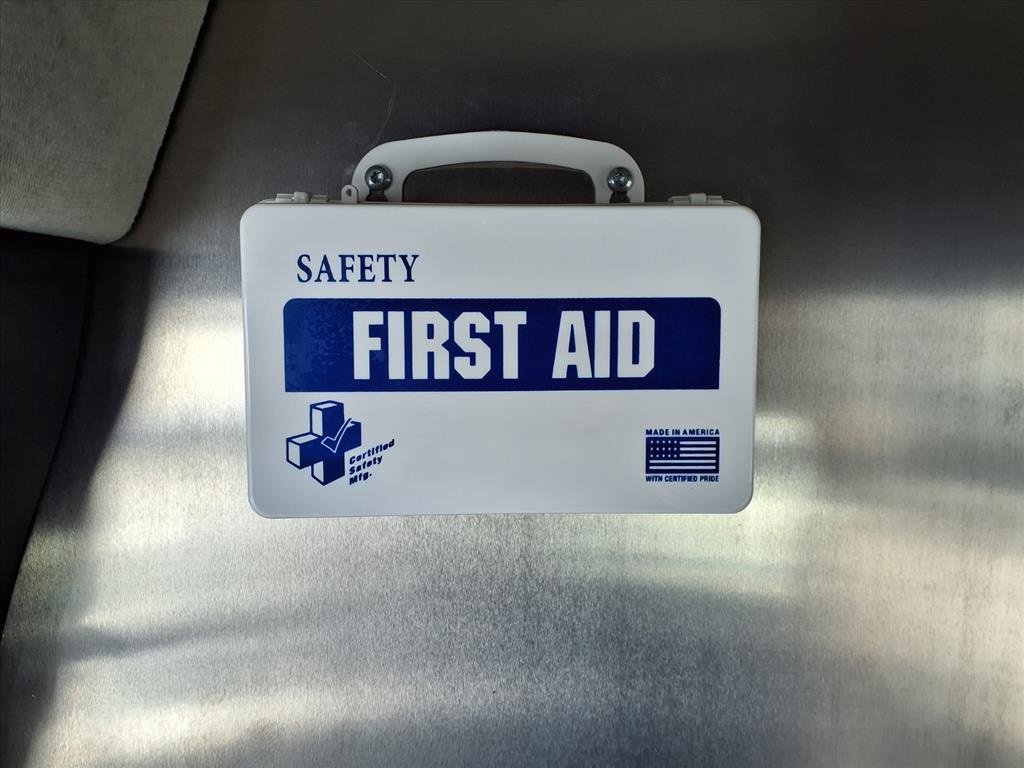 SAFETY
FIRST AID
Certified
Safety
Mfg.
MADE IN AMERICA
WITH CERTIFIED PRIDE